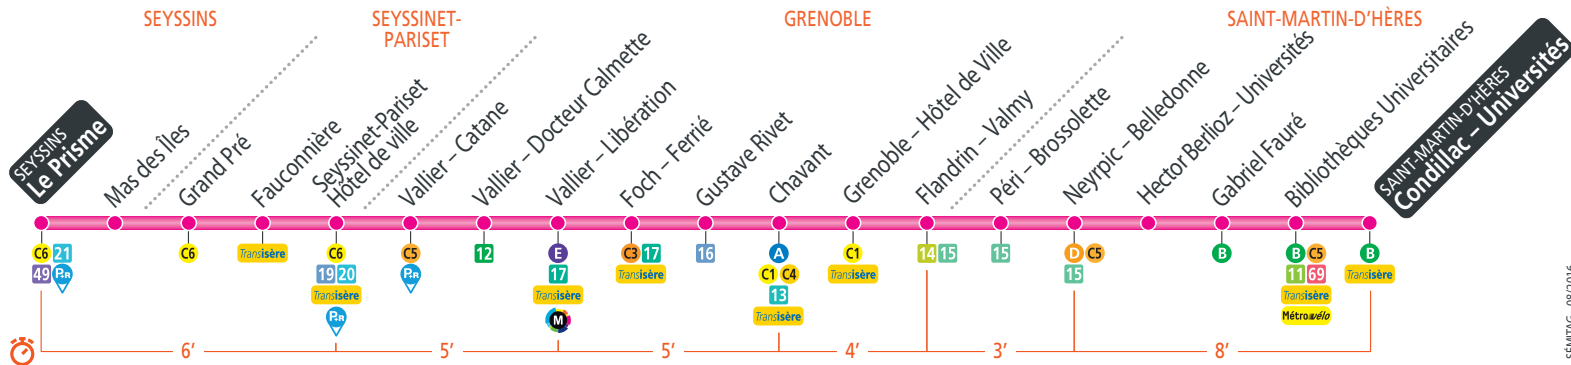 SEYSSINS
SEYSSINET-
PARISET
GRENOBLE
SAINT-MARTIN-D'HÈRES
SEYSSINS
Le Prisme
Mas des Îles
Grand Pré
Fauconnière
Seyssinet-Pariset
Hôtel de ville
Vallier – Catane
Vallier – Docteur Calmette
Vallier – Libération
Foch – Ferrié
Gustave Rivet
Chavant
Grenoble – Hôtel de Ville
Flandrin – Valmy
Péri – Brossolette
Neyrpic – Belledonne
Hector Berlioz – Universités
Gabriel Fauré
Bibliothèques Universitaires
SAINT-MARTIN-D'HÈRES
Condillac – Universités
C6 21
49 P+R
C6
Transisère
C6
19 20
Transisère
P+R
C5
P+R
12
E
17
Transisère
M
C3 17
Transisère
16
A
C1 C4
13
Transisère
C1
Transisère
14 15
15
D C5
15
B
B C5
11 69
Transisère
Métrovélo
B
Transisère
6' 5' 5' 4' 3' 8'
SÉMITAG - 08/2016